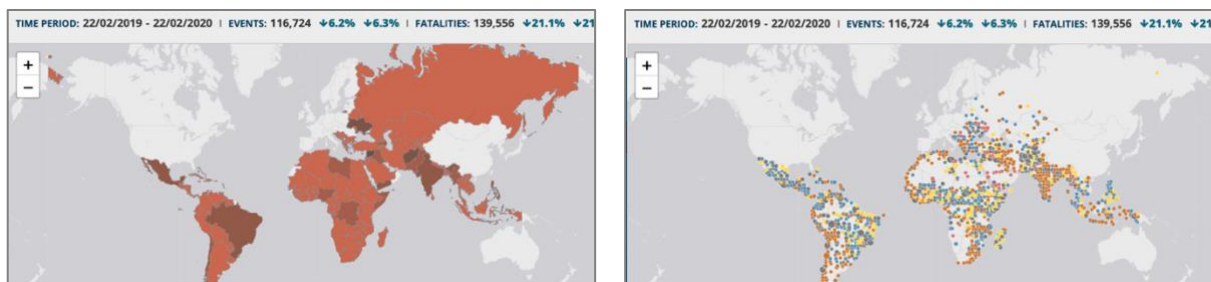 TIME PERIOD: 22/02/2019 - 22/02/2020 | EVENTS: 116,724 ↓6.2% ↓6.3% | FATALITIES: 139,556 ↓21.1% ↓21
+
−
TIME PERIOD: 22/02/2019 - 22/02/2020 | EVENTS: 116,724 ↓6.2% ↓6.3% | FATALITIES: 139,556 ↓21.1% ↓21
+
−